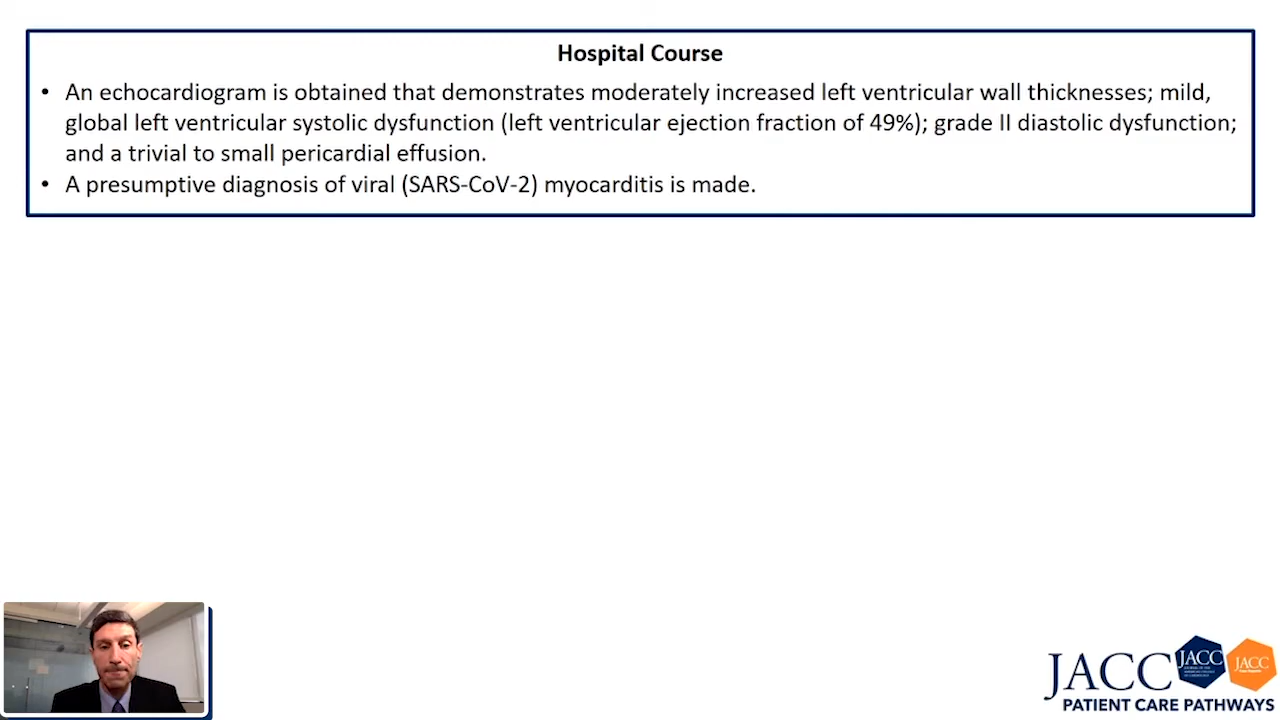 Hospital Course
• An echocardiogram is obtained that demonstrates moderately increased left ventricular wall thicknesses; mild,
global left ventricular systolic dysfunction (left ventricular ejection fraction of 49%); grade II diastolic dysfunction;
and a trivial to small pericardial effusion.
• A presumptive diagnosis of viral (SARS-CoV-2) myocarditis is made.
JACC JACC JACC
PATIENT CARE PATHWAYS